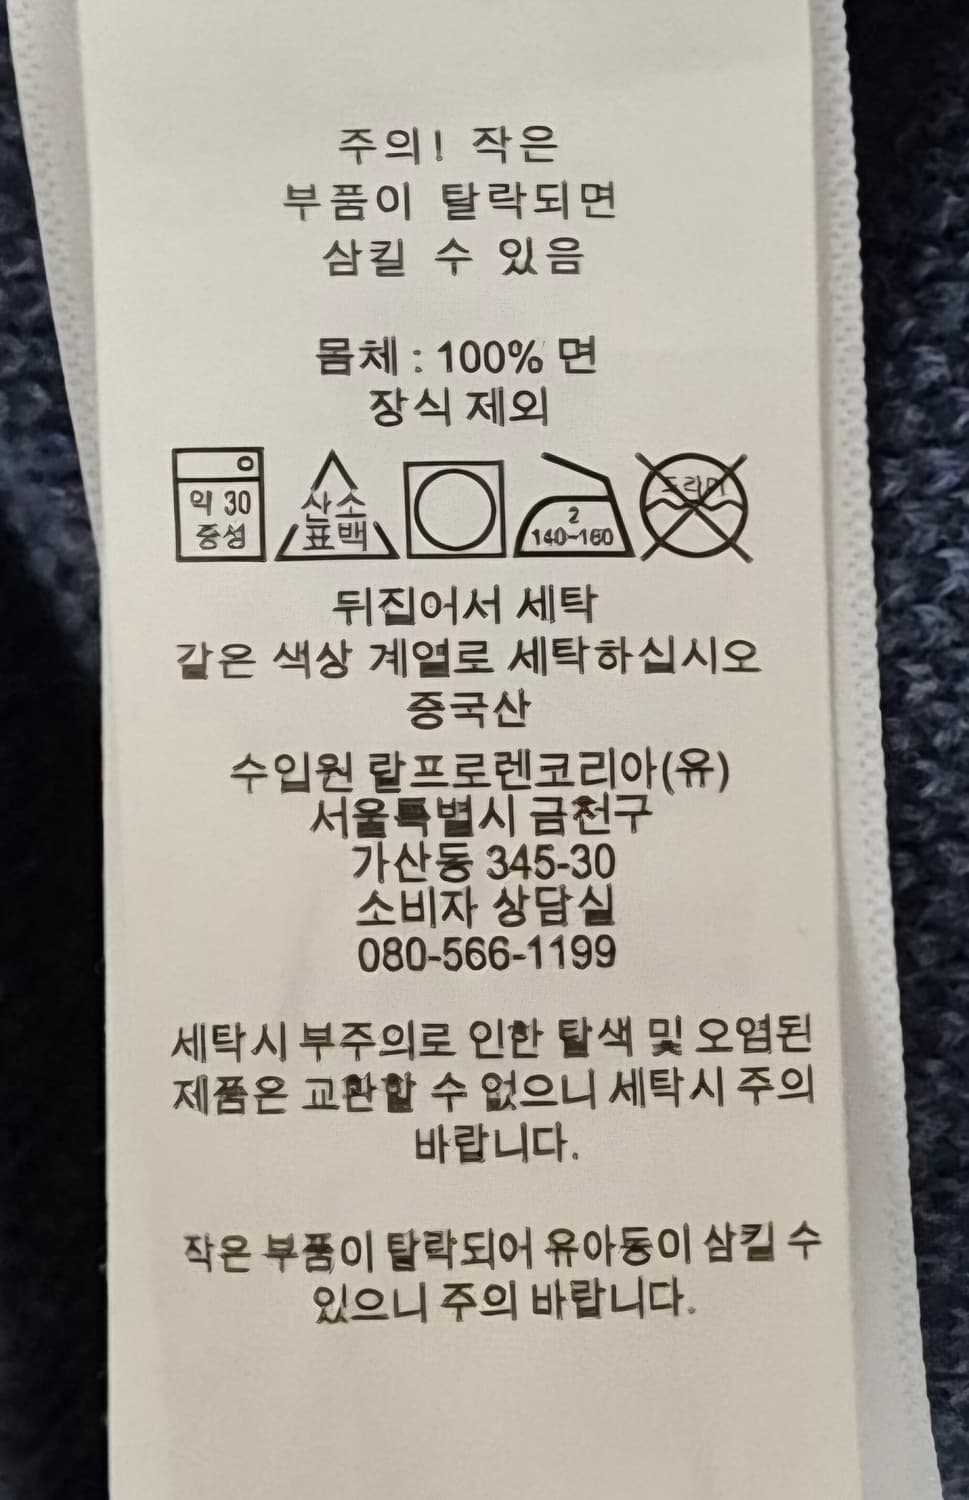 주의! 작은
부품이 탈락되면
삼킬 수 있음
몸체 : 100% 면
장식 제외
약 30
중성
산소
표백
2
140~160
드라이
뒤집어서 세탁
같은 색상 계열로 세탁하십시오
중국산
수입원 랄프로렌코리아(유)
서울특별시 금천구
가산동 345-30
소비자 상담실
080-566-1199
세탁시 부주의로 인한 탈색 및 오염된
제품은 교환할 수 없으니 세탁시 주의
바랍니다.
작은 부품이 탈락되어 유아동이 삼킬 수
있으니 주의 바랍니다.